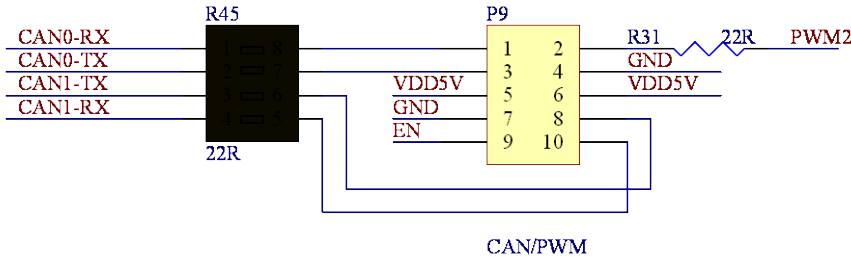 R45 P9
CAN0-RX 1 8 1 2 R31 22R PWM2
CAN0-TX 2 7 3 4 GND
CAN1-TX 3 6 VDD5V 5 6 VDD5V
CAN1-RX 4 5 GND 7 8
EN 9 10
22R
CAN/PWM